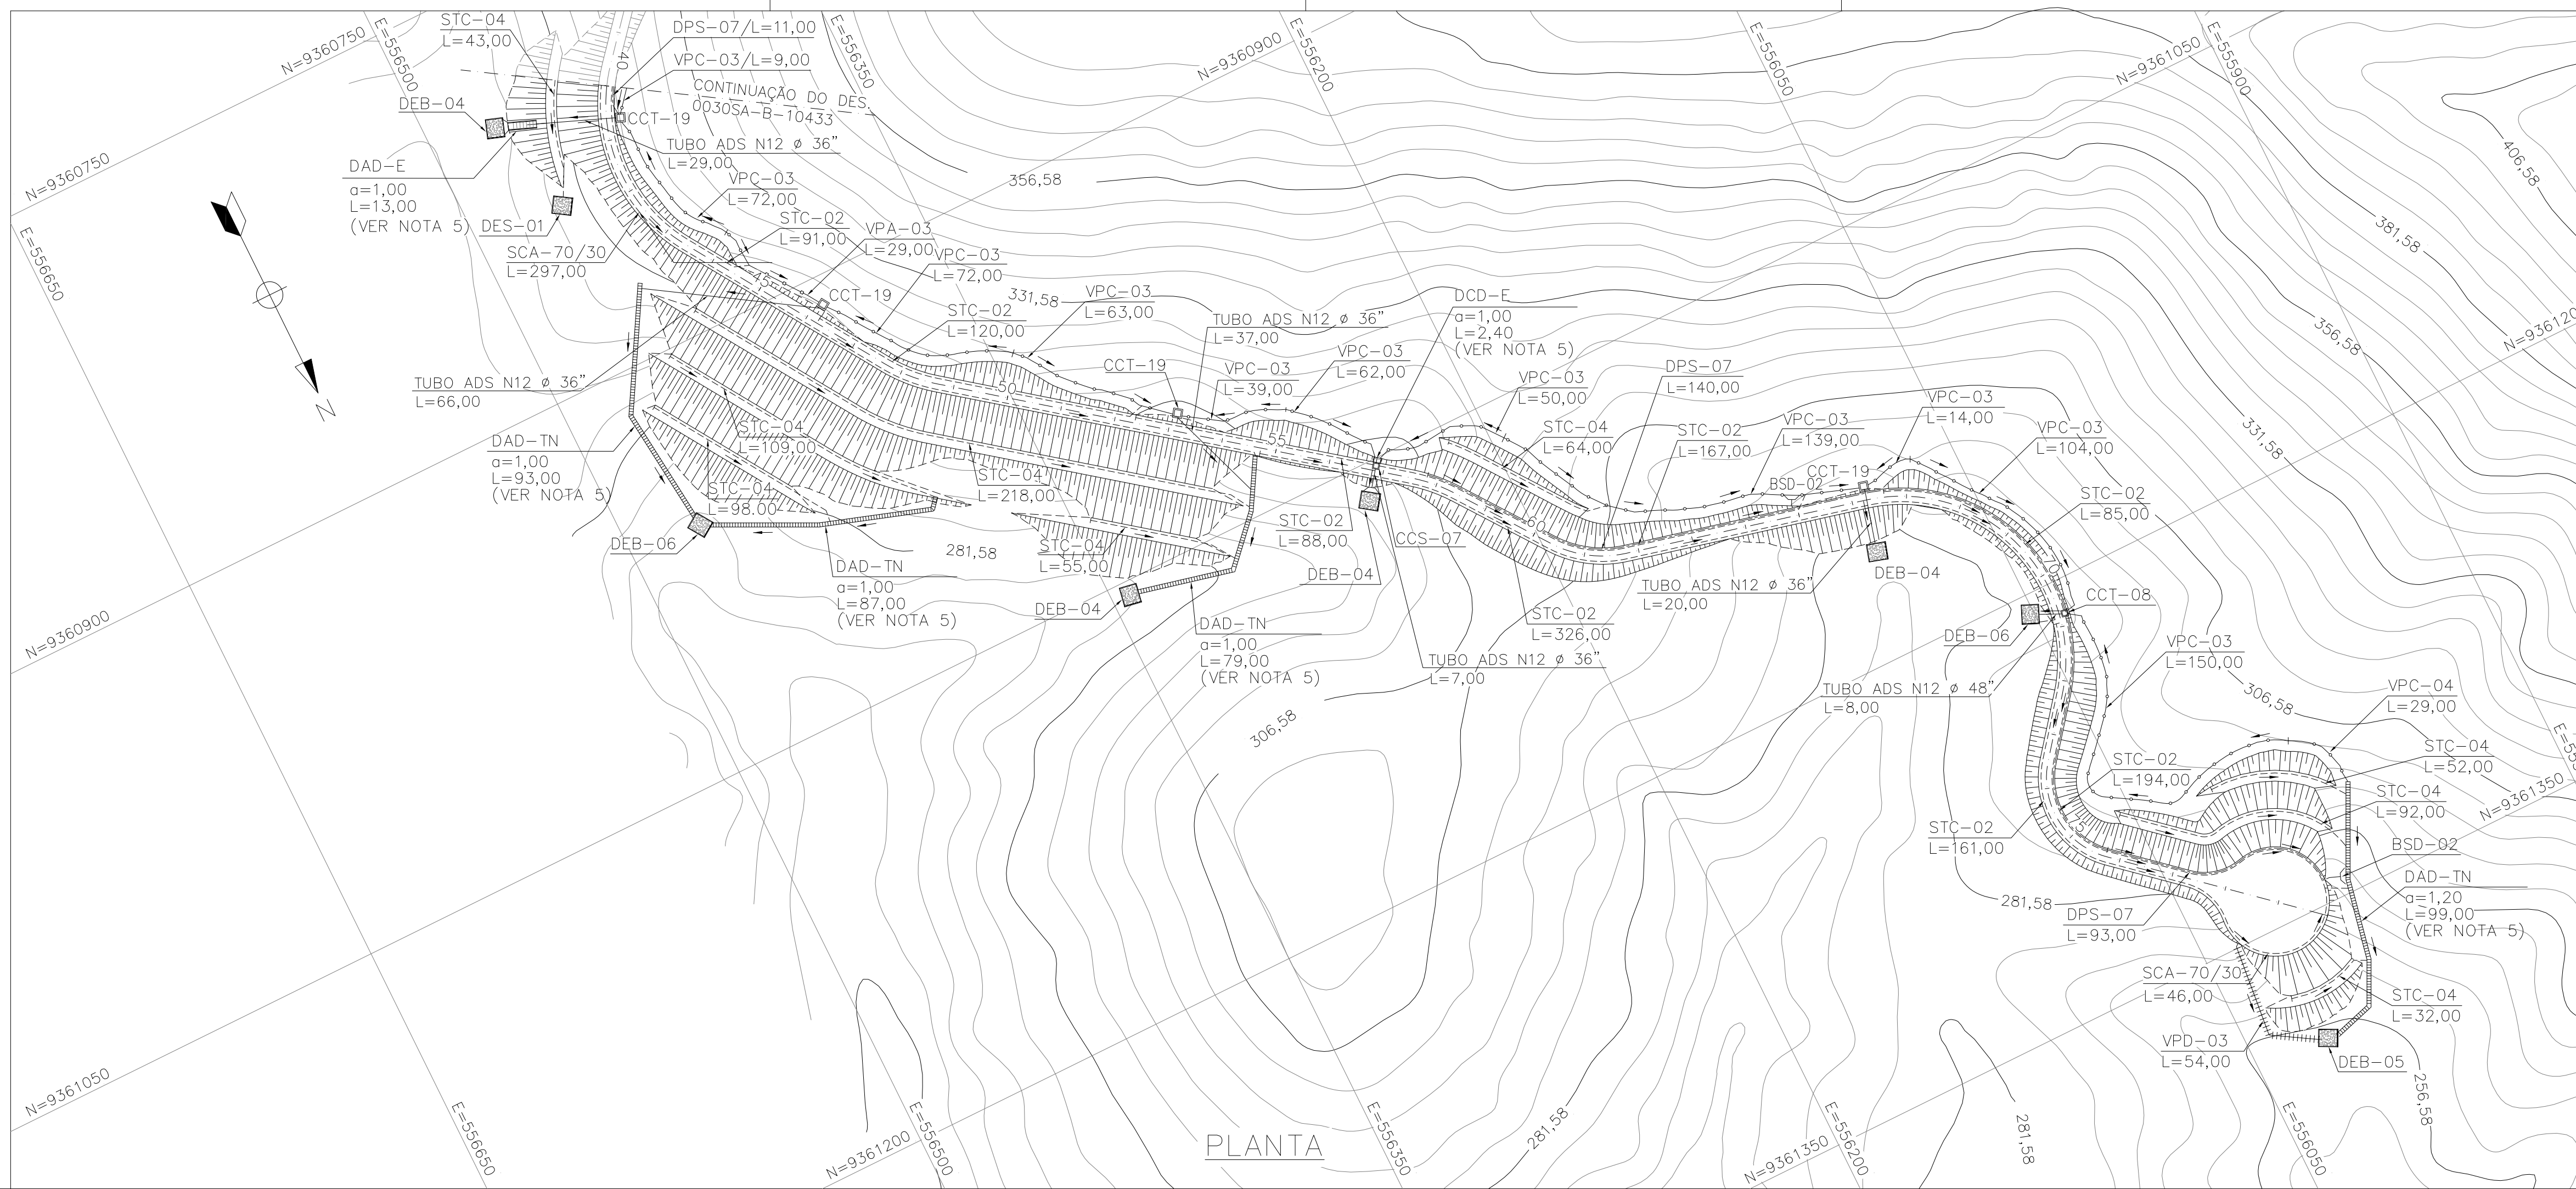 STC-04
L=43,00
DPS-07/L=11,00
VPC-03/L=9,00
CONTINUAÇÃO DO DES.
0030SA-B-10433
40
N=9360750
E=556500
E=556350
N=9360900
E=556200
E=556050
N=9361050
E=555900
DEB-04
CCT-19
TUBO ADS N12 ø 36"
L=29,00
DAD-E
a=1,00
L=13,00
(VER NOTA 5)
DES-01
SCA-70/30
L=297,00
VPC-03
L=72,00
STC-02
L=91,00
VPA-03
L=29,00
VPC-03
L=72,00
CCT-19
45
N=9360750
E=556650
N
356,58
331,58
406,58
381,58
356,58
331,58
N=93612
STC-02
L=120,00
VPC-03
L=63,00
TUBO ADS N12 ø 36"
L=37,00
DCD-E
a=1,00
L=2,40
(VER NOTA 5)
CCT-19
VPC-03
L=39,00
VPC-03
L=62,00
VPC-03
L=50,00
STC-04
L=64,00
DPS-07
L=140,00
STC-02
L=167,00
VPC-03
L=139,00
VPC-03
L=14,00
VPC-03
L=104,00
CCT-19
BSD-02
STC-02
L=85,00
50
55
60
TUBO ADS N12 ø 36"
L=66,00
DAD-TN
a=1,00
L=93,00
(VER NOTA 5)
STC-04
L=109,00
STC-04
L=98,00
STC-04
L=218,00
STC-04
L=55,00
DEB-06
281,58
DAD-TN
a=1,00
L=87,00
(VER NOTA 5)
DEB-04
DAD-TN
a=1,00
L=79,00
(VER NOTA 5)
STC-02
L=88,00
DEB-04
CCS-07
TUBO ADS N12 ø 36"
L=7,00
STC-02
L=326,00
TUBO ADS N12 ø 36"
L=20,00
DEB-04
DEB-06
CCT-08
TUBO ADS N12 ø 48"
L=8,00
VPC-03
L=150,00
306,58
306,58
VPC-04
L=29,00
STC-04
L=52,00
STC-04
L=92,00
BSD-02
DAD-TN
a=1,20
L=99,00
(VER NOTA 5)
N=9361350
STC-02
L=194,00
STC-02
L=161,00
281,58
DPS-07
L=93,00
SCA-70/30
L=46,00
STC-04
L=32,00
VPD-03
L=54,00
DEB-05
256,58
N=9360900
N=9361050
E=556650
N=9361200
E=556500
PLANTA
E=556350
281,58
N=9361350
E=556200
281,58
E=556050